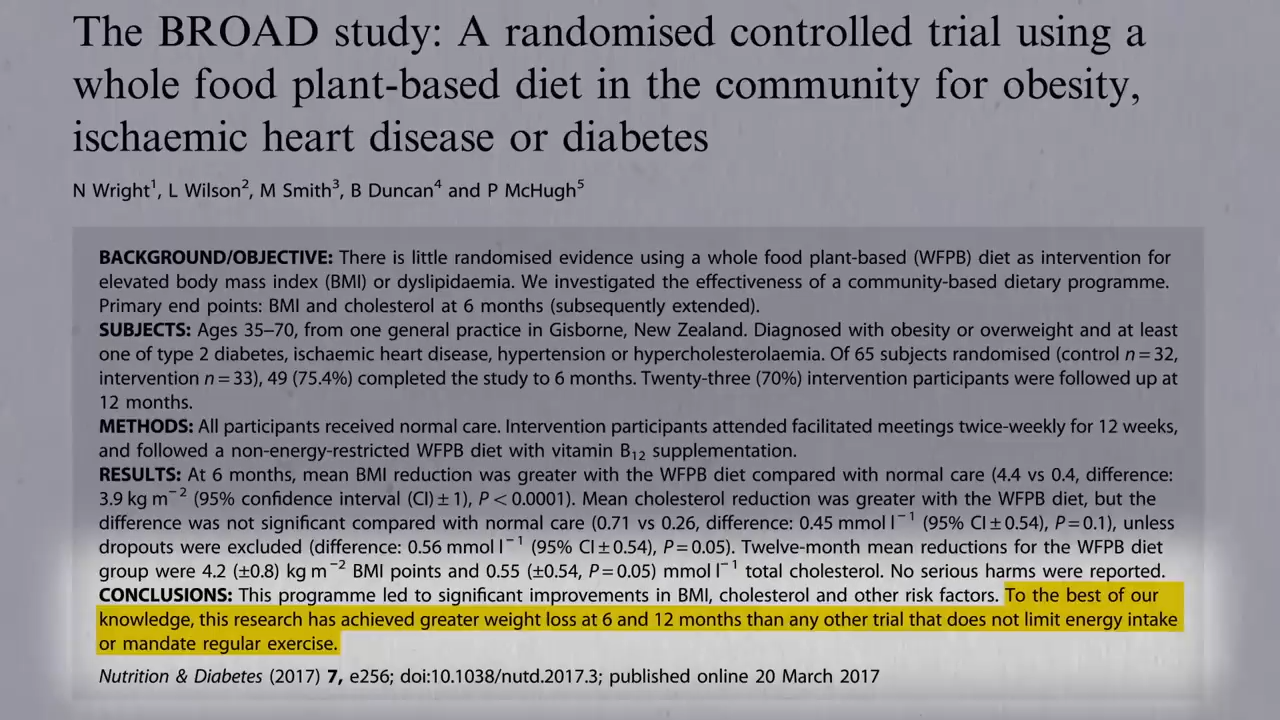 The BROAD study: A randomised controlled trial using a
whole food plant-based diet in the community for obesity,
ischaemic heart disease or diabetes
N Wright¹, L Wilson², M Smith³, B Duncan⁴ and P McHugh⁵
BACKGROUND/OBJECTIVE: There is little randomised evidence using a whole food plant-based (WFPB) diet as intervention for
elevated body mass index (BMI) or dyslipidaemia. We investigated the effectiveness of a community-based dietary programme.
Primary end points: BMI and cholesterol at 6 months (subsequently extended).
SUBJECTS: Ages 35–70, from one general practice in Gisborne, New Zealand. Diagnosed with obesity or overweight and at least
one of type 2 diabetes, ischaemic heart disease, hypertension or hypercholesterolaemia. Of 65 subjects randomised (control n = 32,
intervention n = 33), 49 (75.4%) completed the study to 6 months. Twenty-three (70%) intervention participants were followed up at
12 months.
METHODS: All participants received normal care. Intervention participants attended facilitated meetings twice-weekly for 12 weeks,
and followed a non-energy-restricted WFPB diet with vitamin B₁₂ supplementation.
RESULTS: At 6 months, mean BMI reduction was greater with the WFPB diet compared with normal care (4.4 vs 0.4, difference:
3.9 kg m⁻² (95% confidence interval (CI) ± 1), P < 0.0001). Mean cholesterol reduction was greater with the WFPB diet, but the
difference was not significant compared with normal care (0.71 vs 0.26, difference: 0.45 mmol l⁻¹ (95% CI ± 0.54), P = 0.1), unless
dropouts were excluded (difference: 0.56 mmol l⁻¹ (95% CI ± 0.54), P = 0.05). Twelve-month mean reductions for the WFPB diet
group were 4.2 (±0.8) kg m⁻² BMI points and 0.55 (±0.54, P = 0.05) mmol l⁻¹ total cholesterol. No serious harms were reported.
CONCLUSIONS: This programme led to significant improvements in BMI, cholesterol and other risk factors. To the best of our
knowledge, this research has achieved greater weight loss at 6 and 12 months than any other trial that does not limit energy intake
or mandate regular exercise.
Nutrition & Diabetes (2017) 7, e256; doi:10.1038/nutd.2017.3; published online 20 March 2017